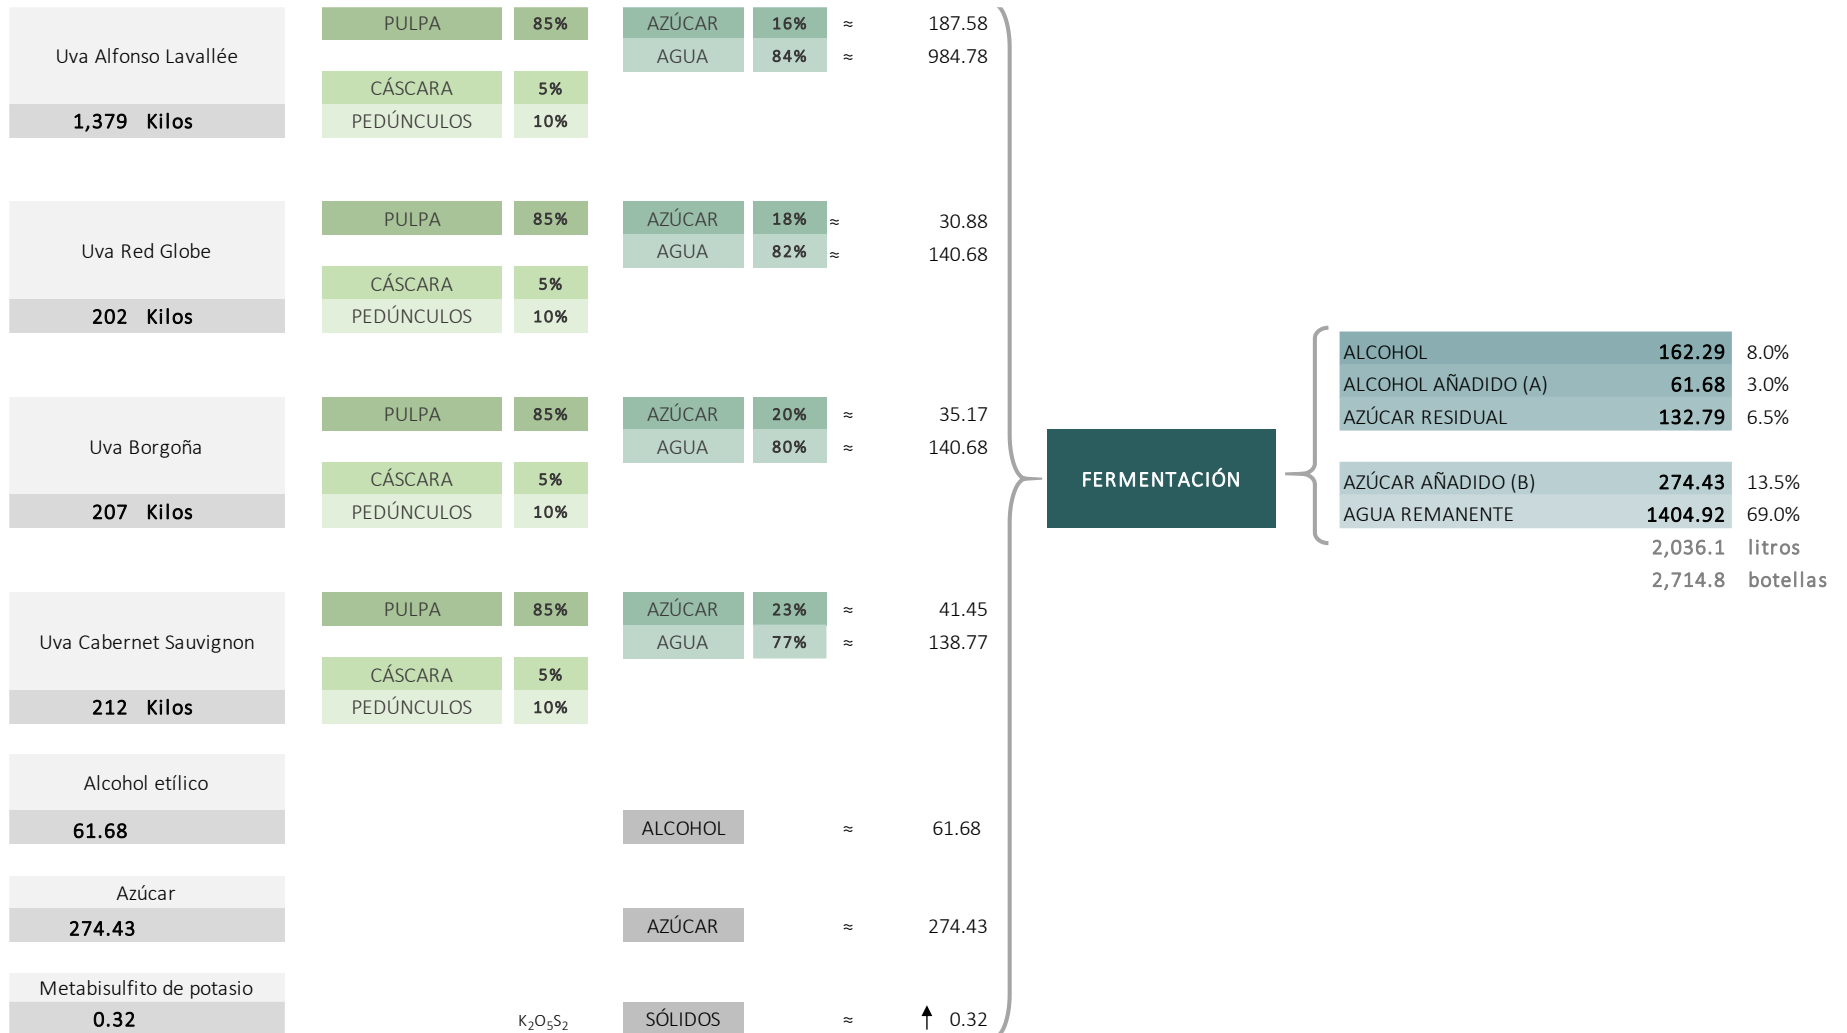 PULPA 85% AZÚCAR 16% ≈ 187.58
Uva Alfonso Lavallée AGUA 84% ≈ 984.78
CÁSCARA 5%
1,379 Kilos PEDÚNCULOS 10%
PULPA 85% AZÚCAR 18% ≈ 30.88
Uva Red Globe AGUA 82% ≈ 140.68
CÁSCARA 5%
202 Kilos PEDÚNCULOS 10%
ALCOHOL 162.29 8.0%
ALCOHOL AÑADIDO (A) 61.68 3.0%
PULPA 85% AZÚCAR 20% ≈ 35.17 AZÚCAR RESIDUAL 132.79 6.5%
Uva Borgoña AGUA 80% ≈ 140.68
CÁSCARA 5% FERMENTACIÓN AZÚCAR AÑADIDO (B) 274.43 13.5%
207 Kilos PEDÚNCULOS 10% AGUA REMANENTE 1404.92 69.0%
2,036.1 litros
2,714.8 botellas
PULPA 85% AZÚCAR 23% ≈ 41.45
Uva Cabernet Sauvignon AGUA 77% ≈ 138.77
CÁSCARA 5%
212 Kilos PEDÚNCULOS 10%
Alcohol etílico
61.68 ALCOHOL ≈ 61.68
Azúcar
274.43 AZÚCAR ≈ 274.43
Metabisulfito de potasio
0.32 K₂O₅S₂ SÓLIDOS ≈ 0.32